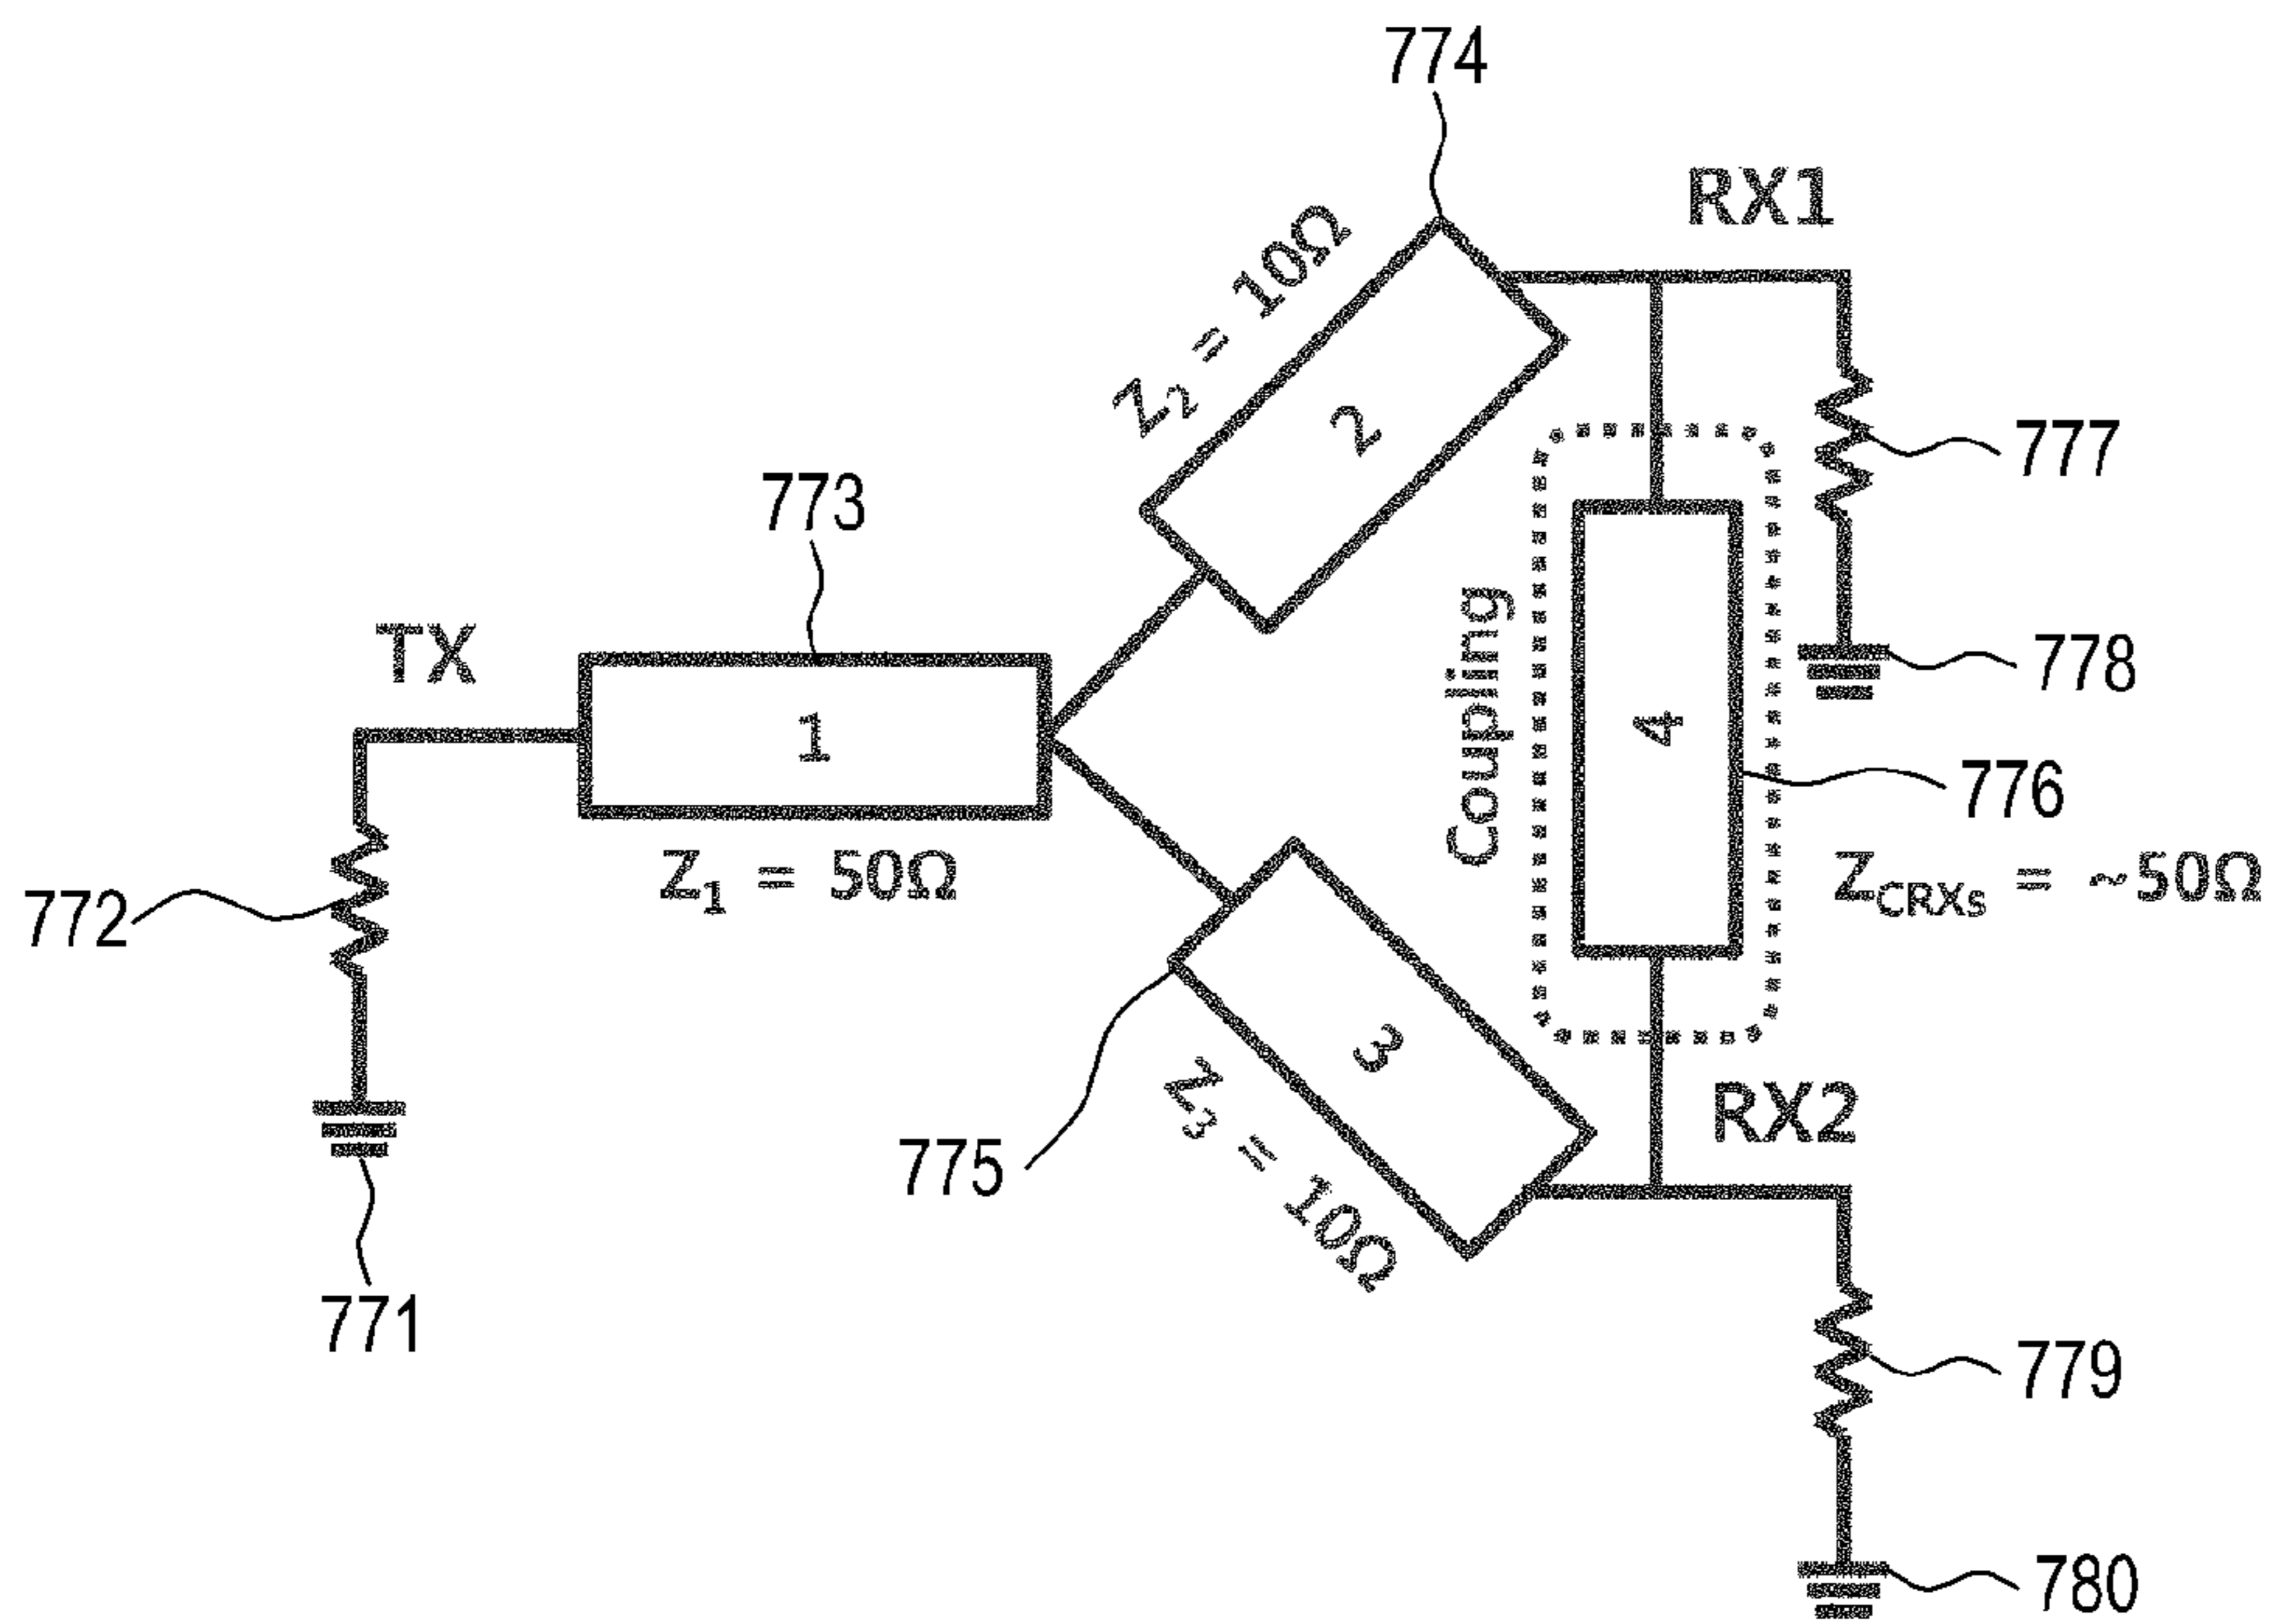 774
RX1
Z2 = 10Ω
2
777
773
778
TX
1
Coupling
4
776
Z1 = 50Ω
ZCRXs = ~50Ω
772
3
RX2
775
Z3 = 10Ω
771
779
780